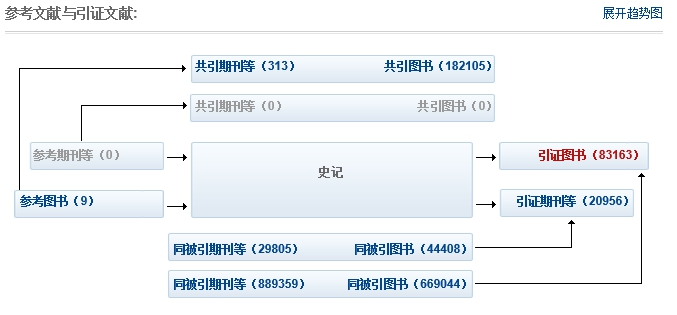 参考文献与引证文献: 展开趋势图
共引期刊等（313） 共引图书（182105）
共引期刊等（0） 共引图书（0）
参考期刊等（0） 引证图书（83163）
史记
参考图书（9） 引证期刊等（20956）
同被引期刊等（29805） 同被引图书（44408）
同被引期刊等（889359） 同被引图书（669044）